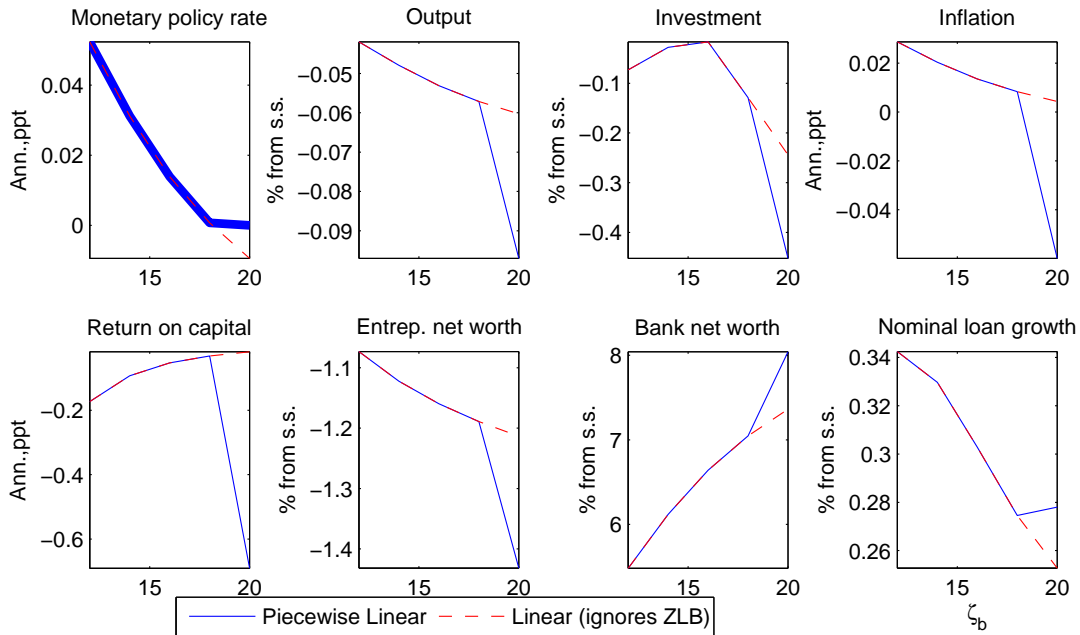 Monetary policy rate
Output
Investment
Inflation
Ann.,ppt
0.04
0.02
0
15
20
% from s.s.
−0.05
−0.06
−0.07
−0.08
−0.09
15
20
% from s.s.
−0.1
−0.2
−0.3
−0.4
15
20
Ann.,ppt
0.02
0
−0.02
−0.04
15
20
Return on capital
Entrep. net worth
Bank net worth
Nominal loan growth
Ann.,ppt
−0.2
−0.4
−0.6
15
20
% from s.s.
−1.1
−1.2
−1.3
−1.4
15
20
% from s.s.
8
7
6
15
20
% from s.s.
0.34
0.32
0.3
0.28
0.26
15
20
ζb
Piecewise Linear
Linear (ignores ZLB)